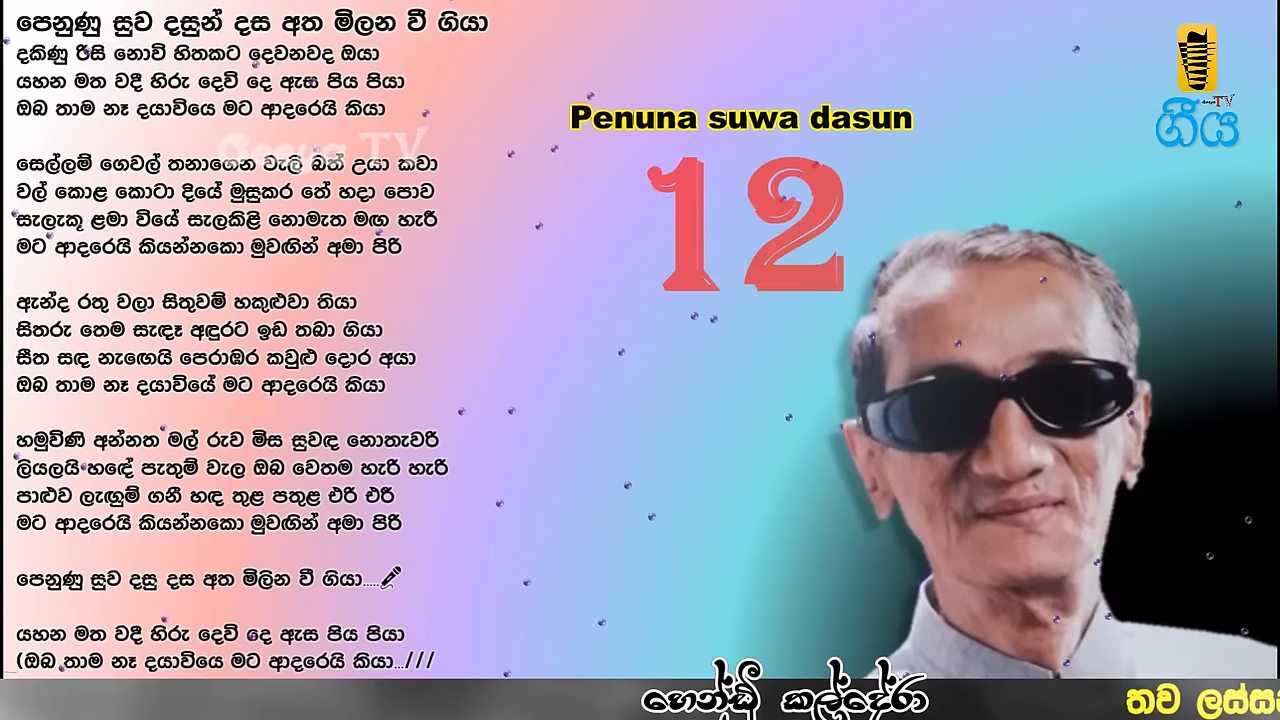 පෙනුණු සුව දසුන් දස අත මිලන වී ගියා
දකිණු රිසි නොවි හිතකට දෙවනවද ඔයා
යහන මත වදී හිරු දෙවි දෙ ඇස පිය පියා
ඔබ තාම නෑ දයාවියෙ මට ආදරෙයි කියා
සෙල්ලම් ගෙවල් තනාගෙන වැලි බත් උයා කවා
වල් කොළ කොටා දියේ මුසුකර තේ හදා පොව
සැලැකූ ළමා වියේ සැලකිළි නොමැත මඟ හැරී
මට ආදරෙයි කියන්නකො මුවඟින් අමා පිරි
ඇන්ද රතු වලා සිතුවම් හකුළුවා තියා
සිතරු තෙම සැඳෑ අඳුරට ඉඩ තබා ගියා
සීත සඳ නැඟෙයි පෙරාඹර කවුළු දොර අයා
ඔබ තාම නෑ දයාවියේ මට ආදරෙයි කියා
හමුවිණි අන්නත මල් රුව මිස සුවඳ නොතැවරී
ලියලයි හඳේ පැතුම් වැල ඔබ වෙතම හැරි හැරි
පාළුව ලැඟුම් ගනී හඳ තුළ පතුළ එරි එරී
මට ආදරෙයි කියන්නකො මුවඟින් අමා පිරි
පෙනුණු සුව දසු දස අත මිලින වී ගියා.....
යහන මත වදී හිරු දෙවි දෙ ඇස පිය පියා
(ඔබ තාම නෑ දයාවියෙ මට ආදරෙයි කියා...///
Geeya TV
Penuna suwa dasun
12
Geeya TV
ගීය
හෙන්ඩ්‍රි කල්දේරා
තව ලස්ස